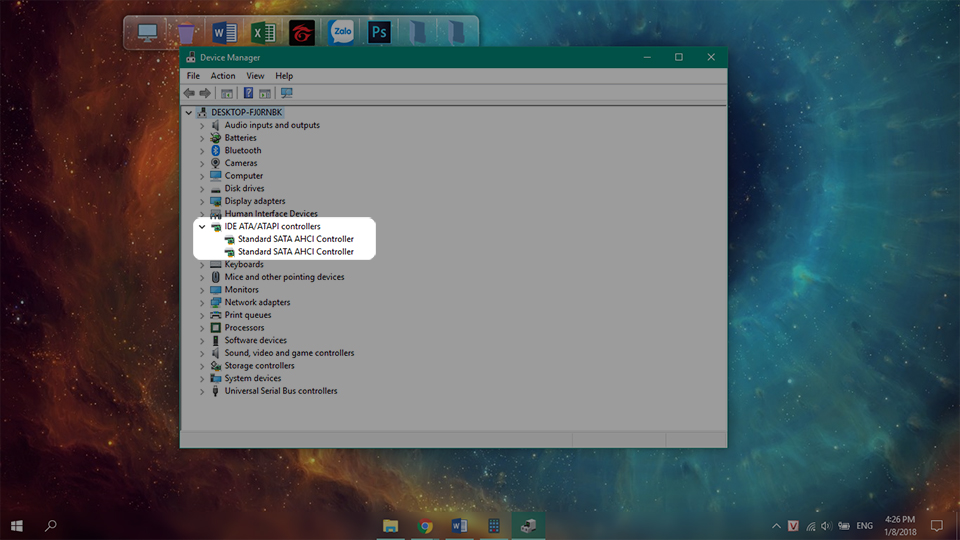 Zalo
Ps
Device Manager
File Action View Help
DESKTOP-FJ0RNBK
Audio inputs and outputs
Batteries
Bluetooth
Cameras
Computer
Disk drives
Display adapters
Human Interface Devices
IDE ATA/ATAPI controllers
Standard SATA AHCI Controller
Standard SATA AHCI Controller
Keyboards
Mice and other pointing devices
Monitors
Network adapters
Print queues
Processors
Software devices
Sound, video and game controllers
Storage controllers
System devices
Universal Serial Bus controllers
V ENG 4:26 PM
1/8/2018